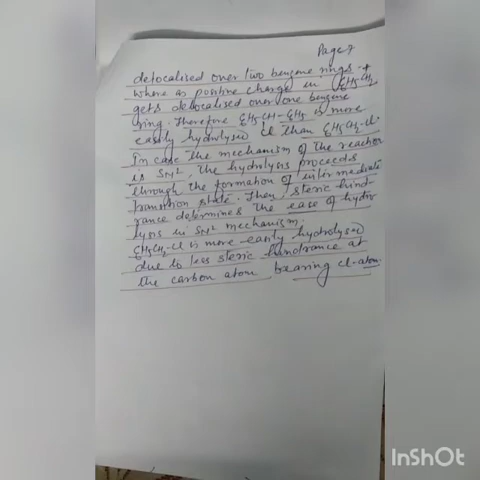 Page 7
delocalised over two benzene rings
where as positive charge in C6H5CH2
gets delocalised over one benzene
ring. Therefore C6H5CH-C6H5 is more
easily hydrolysed Cl than C6H5CH2-Cl.
In case the mechanism of the reaction
is SN2, the hydrolysis proceeds
through the formation of intermediate
transition state. Then, steric hind-
rance determines the ease of hydro
lysis in SN2 mechanism.
C6H5CH2-Cl is more easily hydrolysed
due to less steric hindrance at
the carbon atom bearing Cl-atom.
InShOt